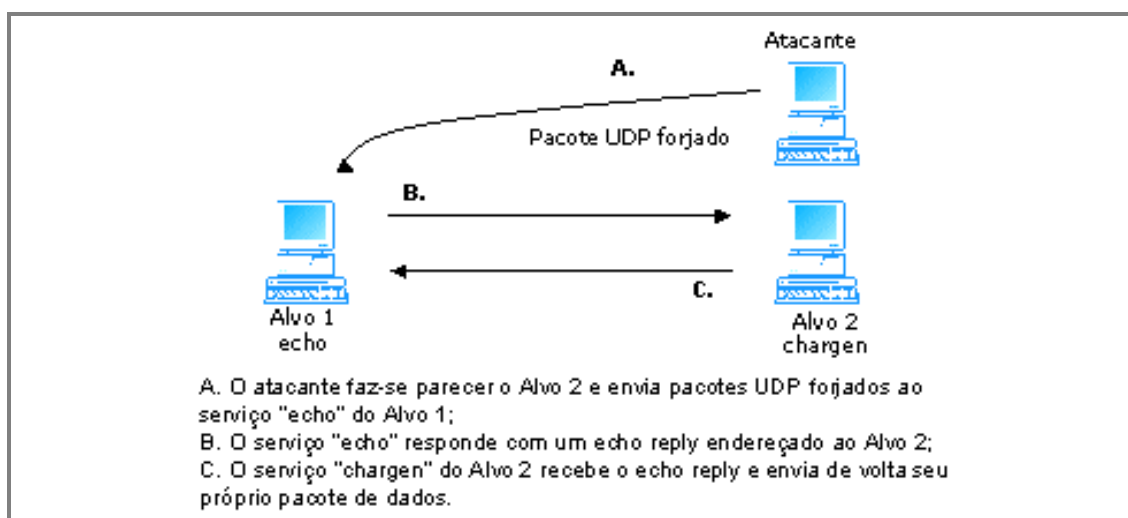 Atacante
A.
Pacote UDP forjado
B.
C.
Alvo 1
echo
Alvo 2
chargen
A. O atacante faz-se parecer o Alvo 2 e envia pacotes UDP forjados ao
serviço "echo" do Alvo 1;
B. O serviço "echo" responde com um echo reply endereçado ao Alvo 2;
C. O serviço "chargen" do Alvo 2 recebe o echo reply e envia de volta seu
próprio pacote de dados.